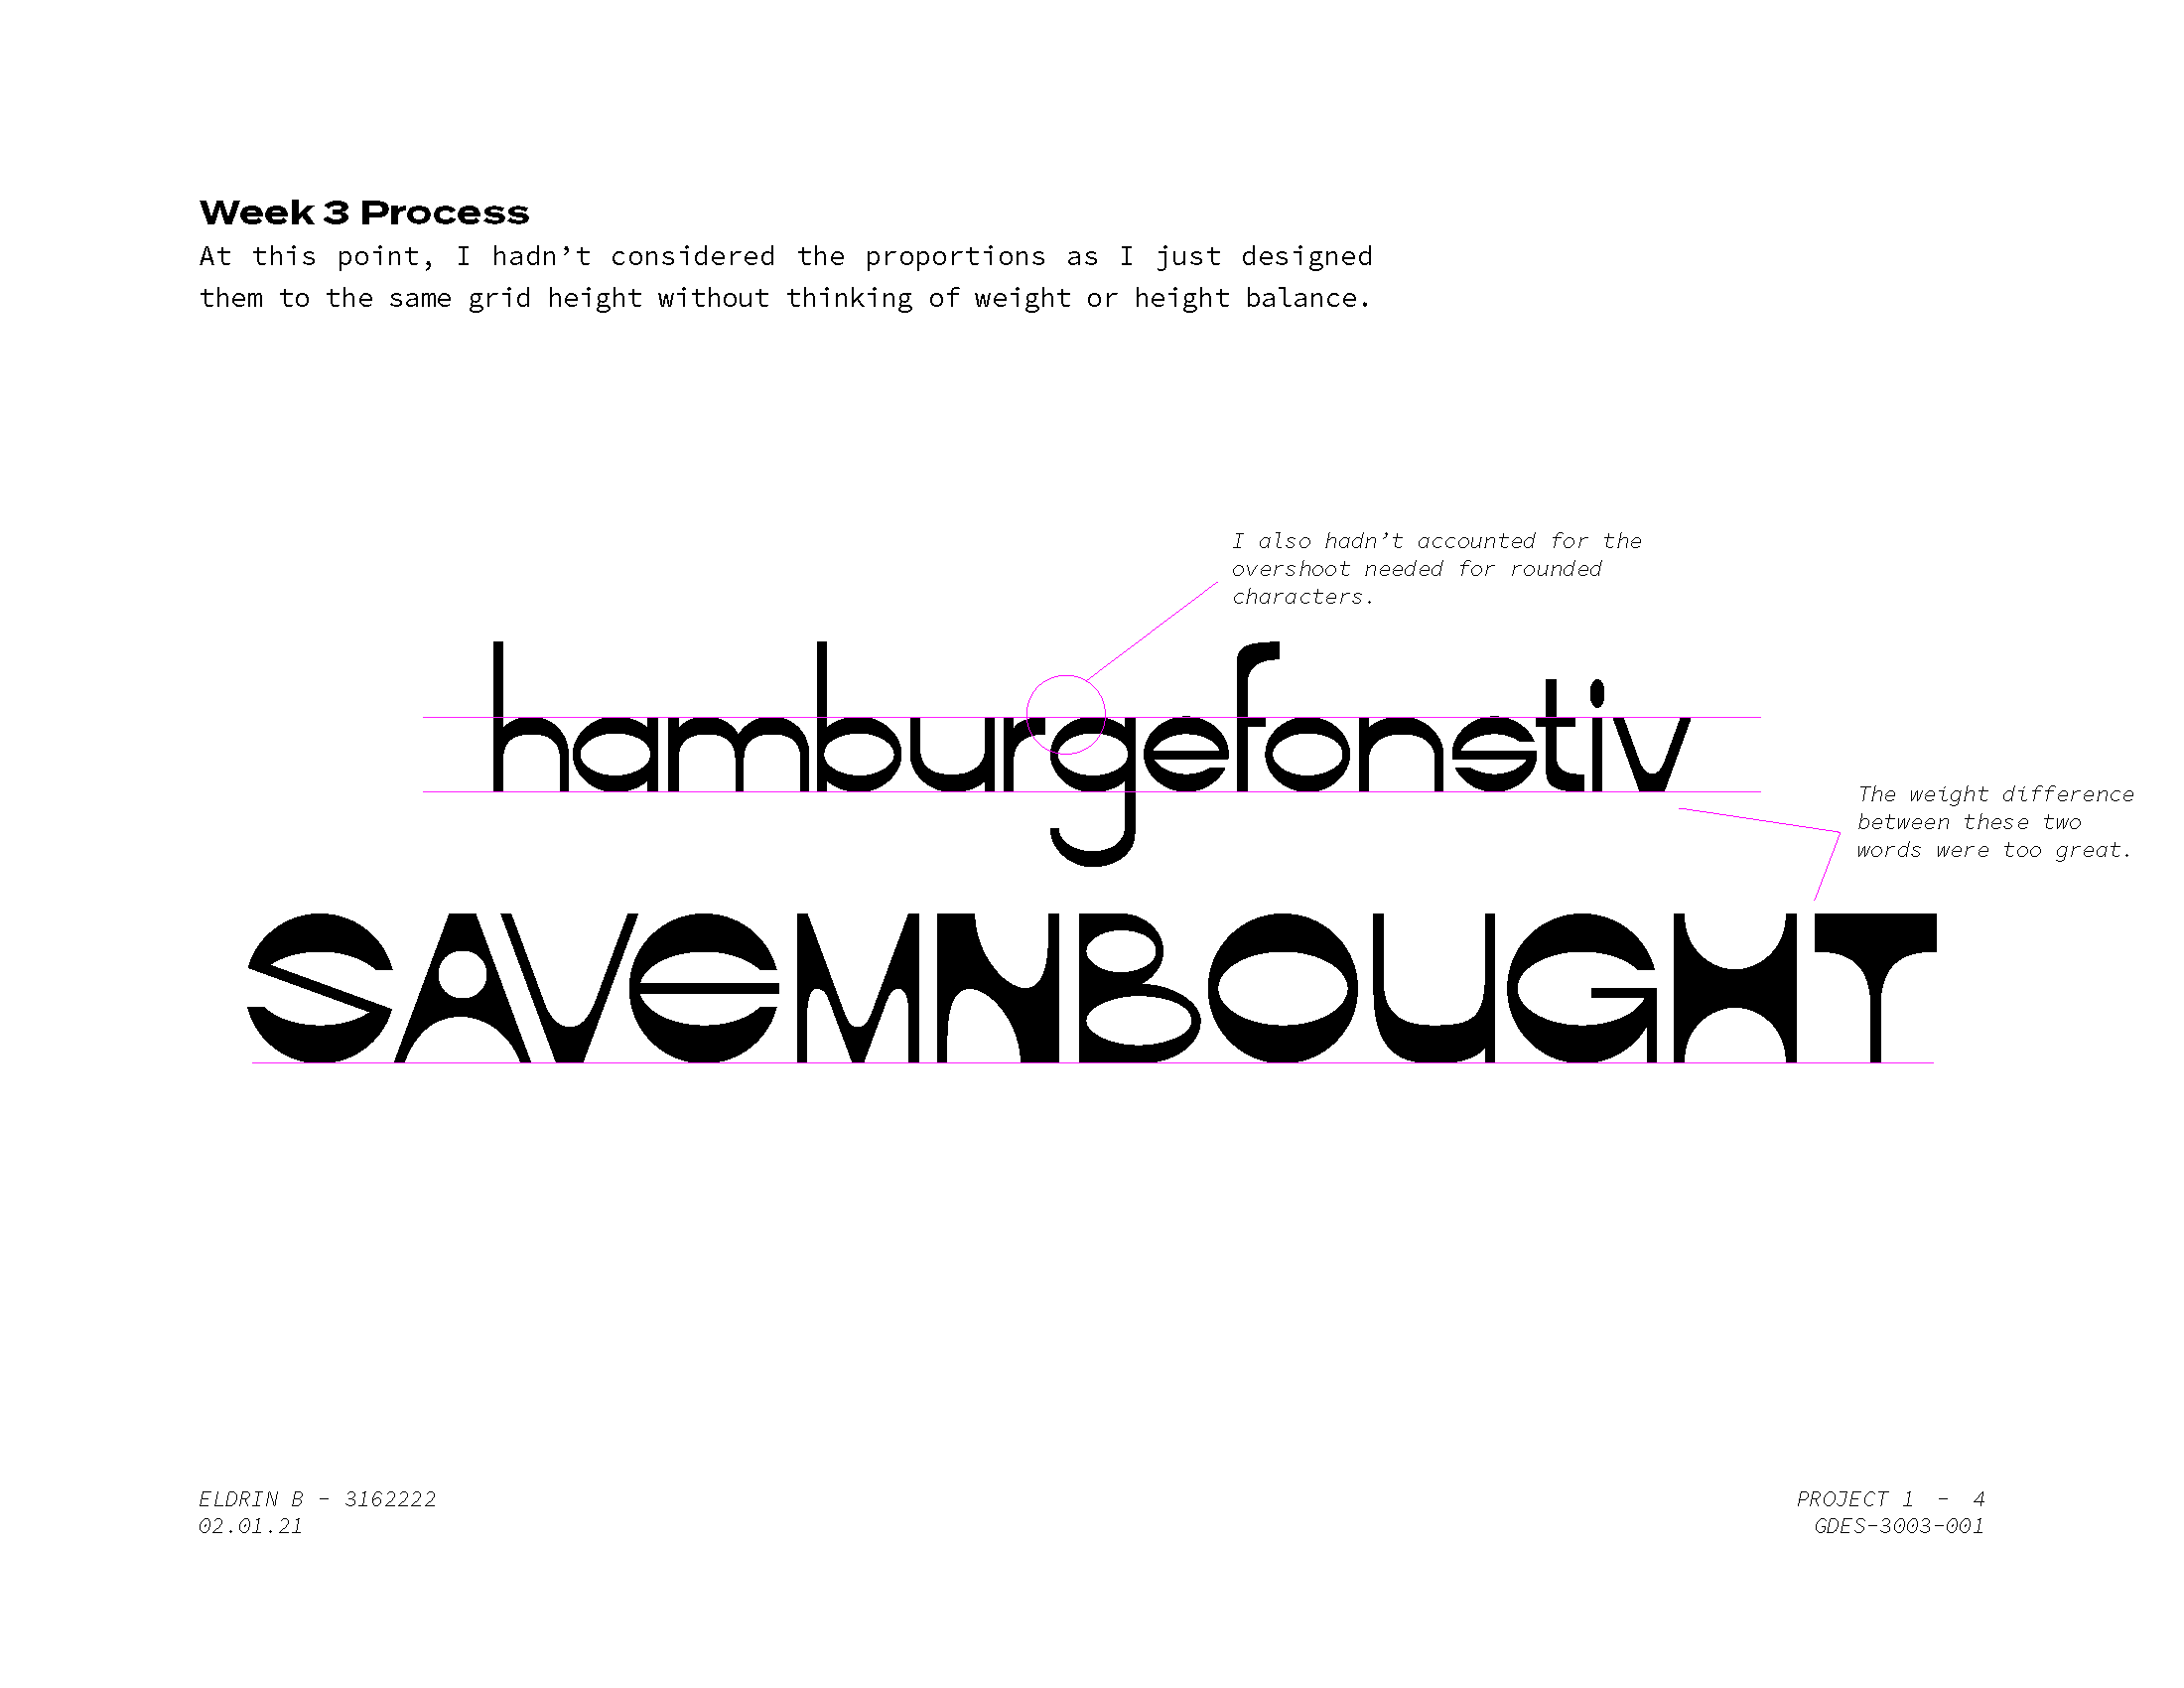 Week 3 Process
At this point, I hadn’t considered the proportions as I just designed
them to the same grid height without thinking of weight or height balance.
I also hadn’t accounted for the
overshoot needed for rounded
characters.
hamburgefonstiv
The weight difference
between these two
words were too great.
SAVEMNBOUGHT
ELDRIN B - 3162222
02.01.21
PROJECT 1 - 4
GDES-3003-001